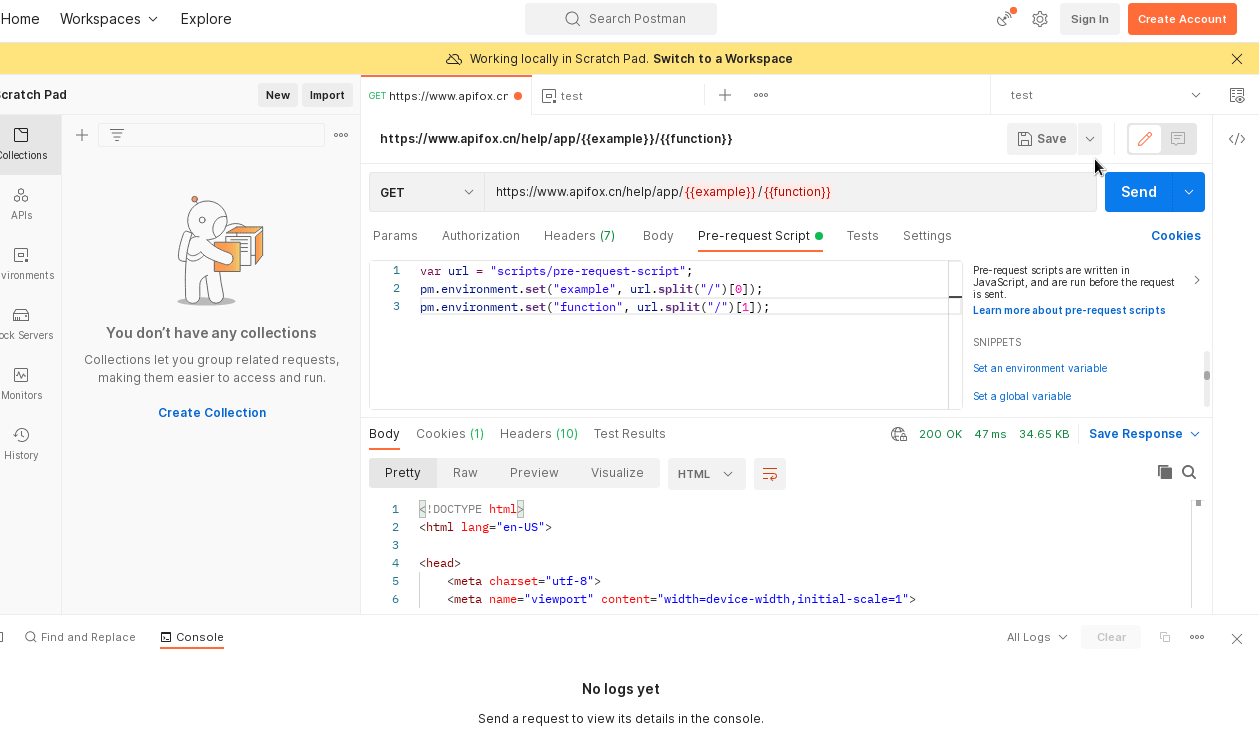 Home Workspaces Explore Search Postman Sign In Create Account
Working locally in Scratch Pad. Switch to a Workspace
cratch Pad New Import GET https://www.apifox.cr test test
https://www.apifox.cn/help/app/{{example}}/{{function}} Save
Collections
GET https://www.apifox.cn/help/app/{{example}}/{{function}} Send
APIs
Params Authorization Headers (7) Body Pre-request Script Tests Settings Cookies
vironments
1 var url = "scripts/pre-request-script";
2 pm.environment.set("example", url.split("/")[0]);
3 pm.environment.set("function", url.split("/")[1]);
Pre-request scripts are written in
JavaScript, and are run before the request
is sent.
Learn more about pre-request scripts
SNIPPETS
Set an environment variable
Set a global variable
ock Servers
Monitors
History
You don't have any collections
Collections let you group related requests,
making them easier to access and run.
Create Collection
Body Cookies (1) Headers (10) Test Results 200 OK 47 ms 34.65 KB Save Response
Pretty Raw Preview Visualize HTML
1 <!DOCTYPE html>
2 <html lang="en-US">
3
4 <head>
5 <meta charset="utf-8">
6 <meta name="viewport" content="width=device-width,initial-scale=1">
Find and Replace Console All Logs Clear
No logs yet
Send a request to view its details in the console.